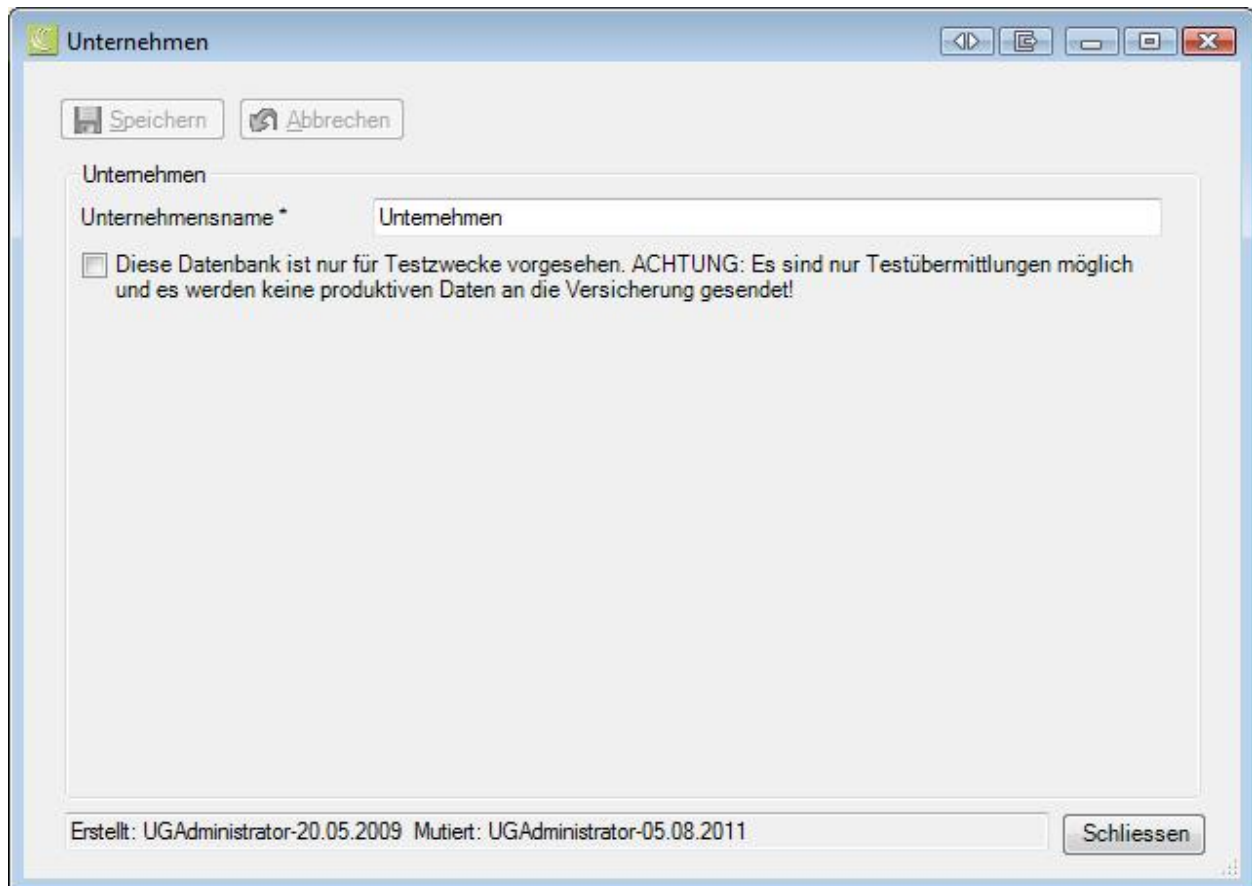 Unternehmen
Speichern Abbrechen
Unternehmen
Unternehmensname * Unternehmen
Diese Datenbank ist nur für Testzwecke vorgesehen. ACHTUNG: Es sind nur Testübermittlungen möglich
und es werden keine produktiven Daten an die Versicherung gesendet!
Erstellt: UGAdministrator-20.05.2009 Mutiert: UGAdministrator-05.08.2011 Schliessen